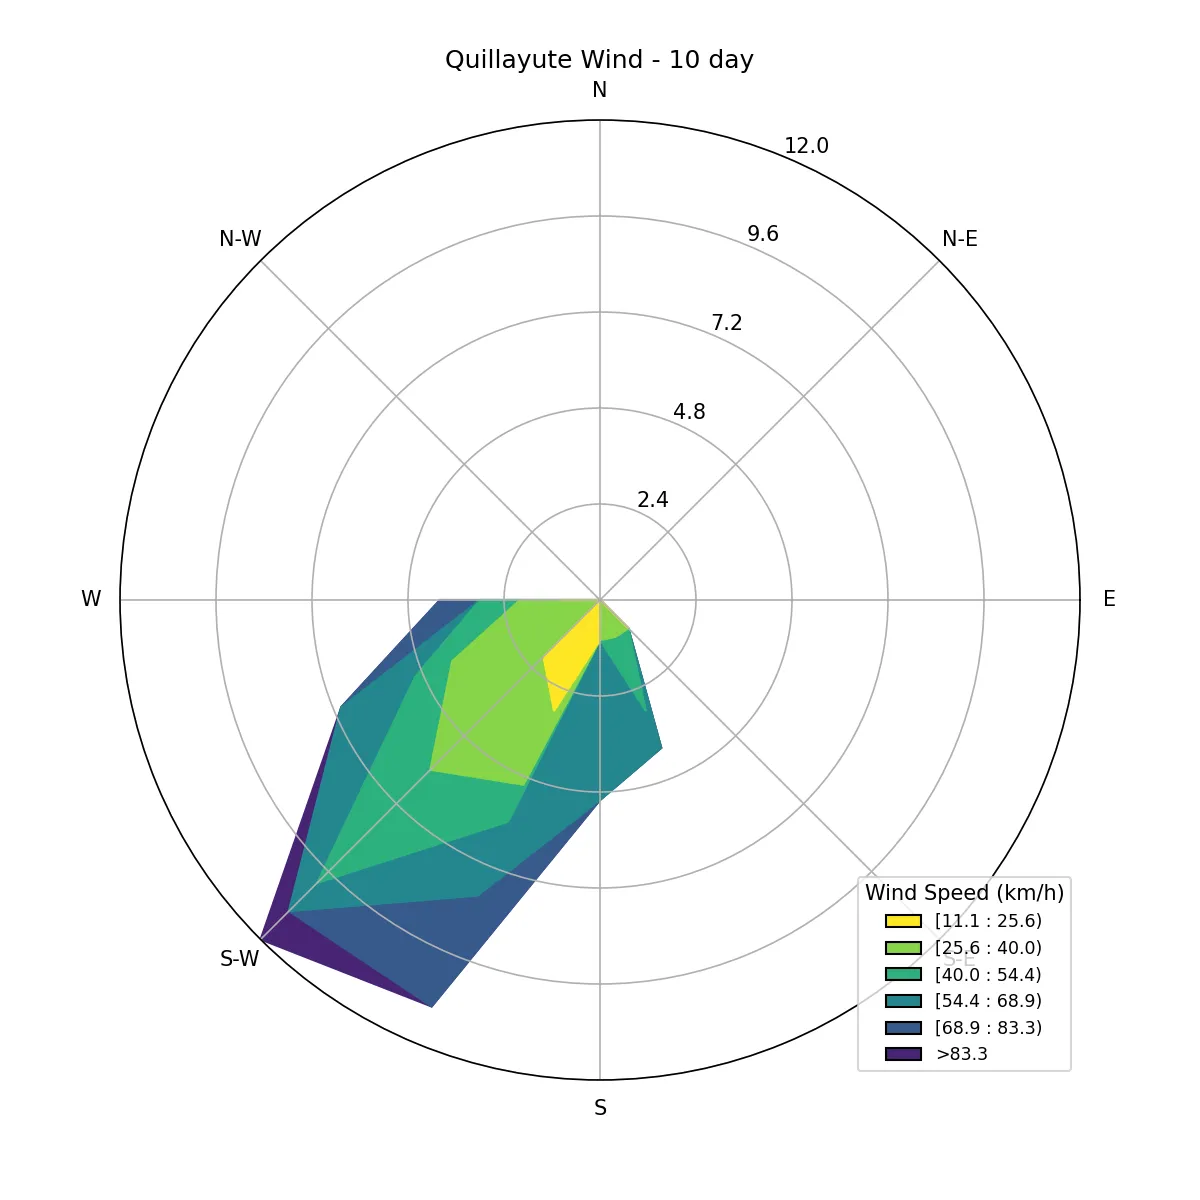 Quillayute Wind - 10 day
N
12.0
N-W
9.6
N-E
7.2
4.8
2.4
W
E
S-W
S-E
S
Wind Speed (km/h)
[11.1 : 25.6)
[25.6 : 40.0)
[40.0 : 54.4)
[54.4 : 68.9)
[68.9 : 83.3)
>83.3